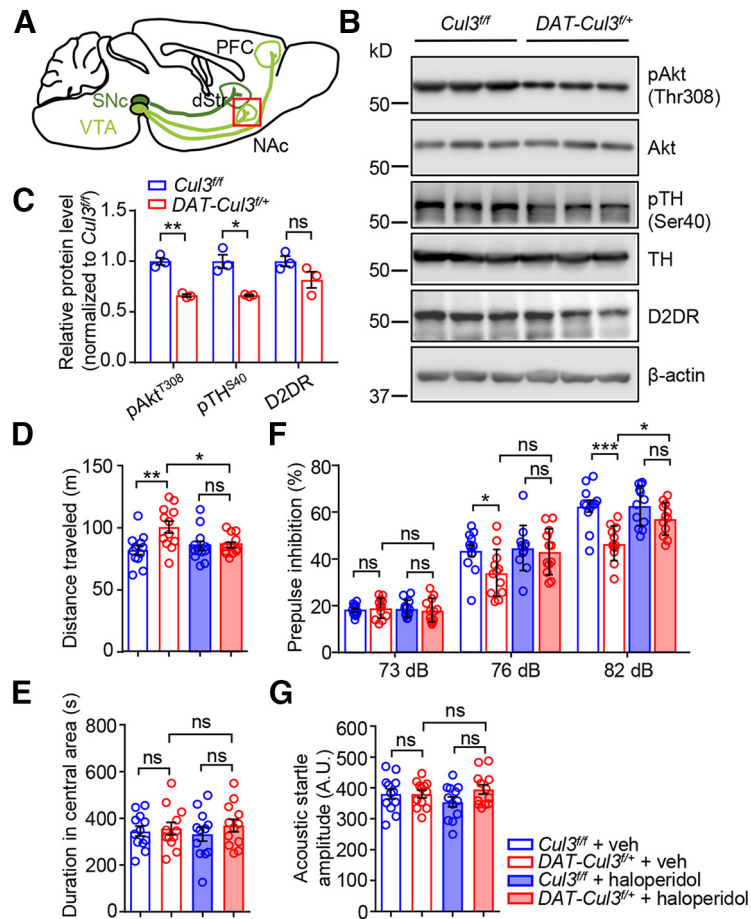 A
PFC
SNc
dStr
VTA
NAc
B
Cul3f/f
DAT-Cul3f/+
kD
50
pAkt
(Thr308)
50
Akt
50
pTH
(Ser40)
50
TH
50
D2DR
37
β-actin
C
Cul3f/f
DAT-Cul3f/+
Relative protein level
(normalized to Cul3f/f)
1.5
1.0
0.5
0.0
**
*
ns
pAktT308
pTHS40
D2DR
D
Distance traveled (m)
150
100
50
0
**
*
ns
F
Prepulse inhibition (%)
80
60
40
20
0
ns
ns
ns
*
ns
ns
***
*
ns
73 dB
76 dB
82 dB
E
Duration in central area (s)
800
600
400
200
0
ns
ns
ns
G
Acoustic startle
amplitude (A.U.)
600
500
400
300
200
100
0
ns
ns
ns
Cul3f/f + veh
DAT-Cul3f/+ + veh
Cul3f/f + haloperidol
DAT-Cul3f/+ + haloperidol